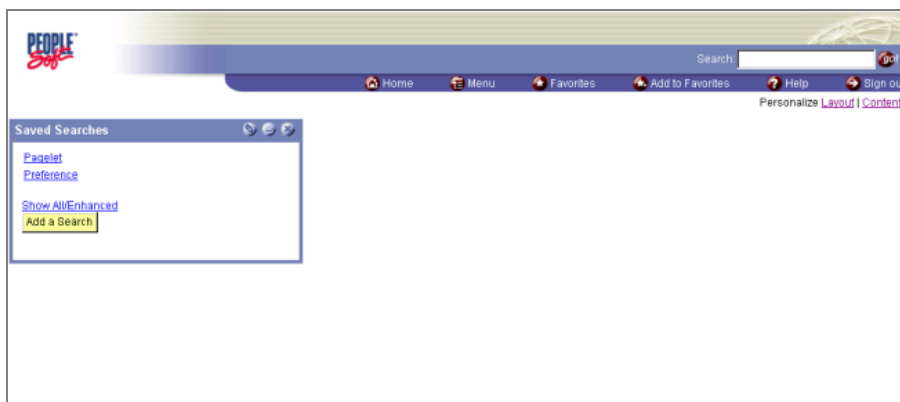 PEOPLE
Soft
Search:
go!
Home Menu Favorites Add to Favorites Help Sign ou
Personalize Layout | Content
Saved Searches
Pagelet
Preference
Show All/Enhanced
Add a Search